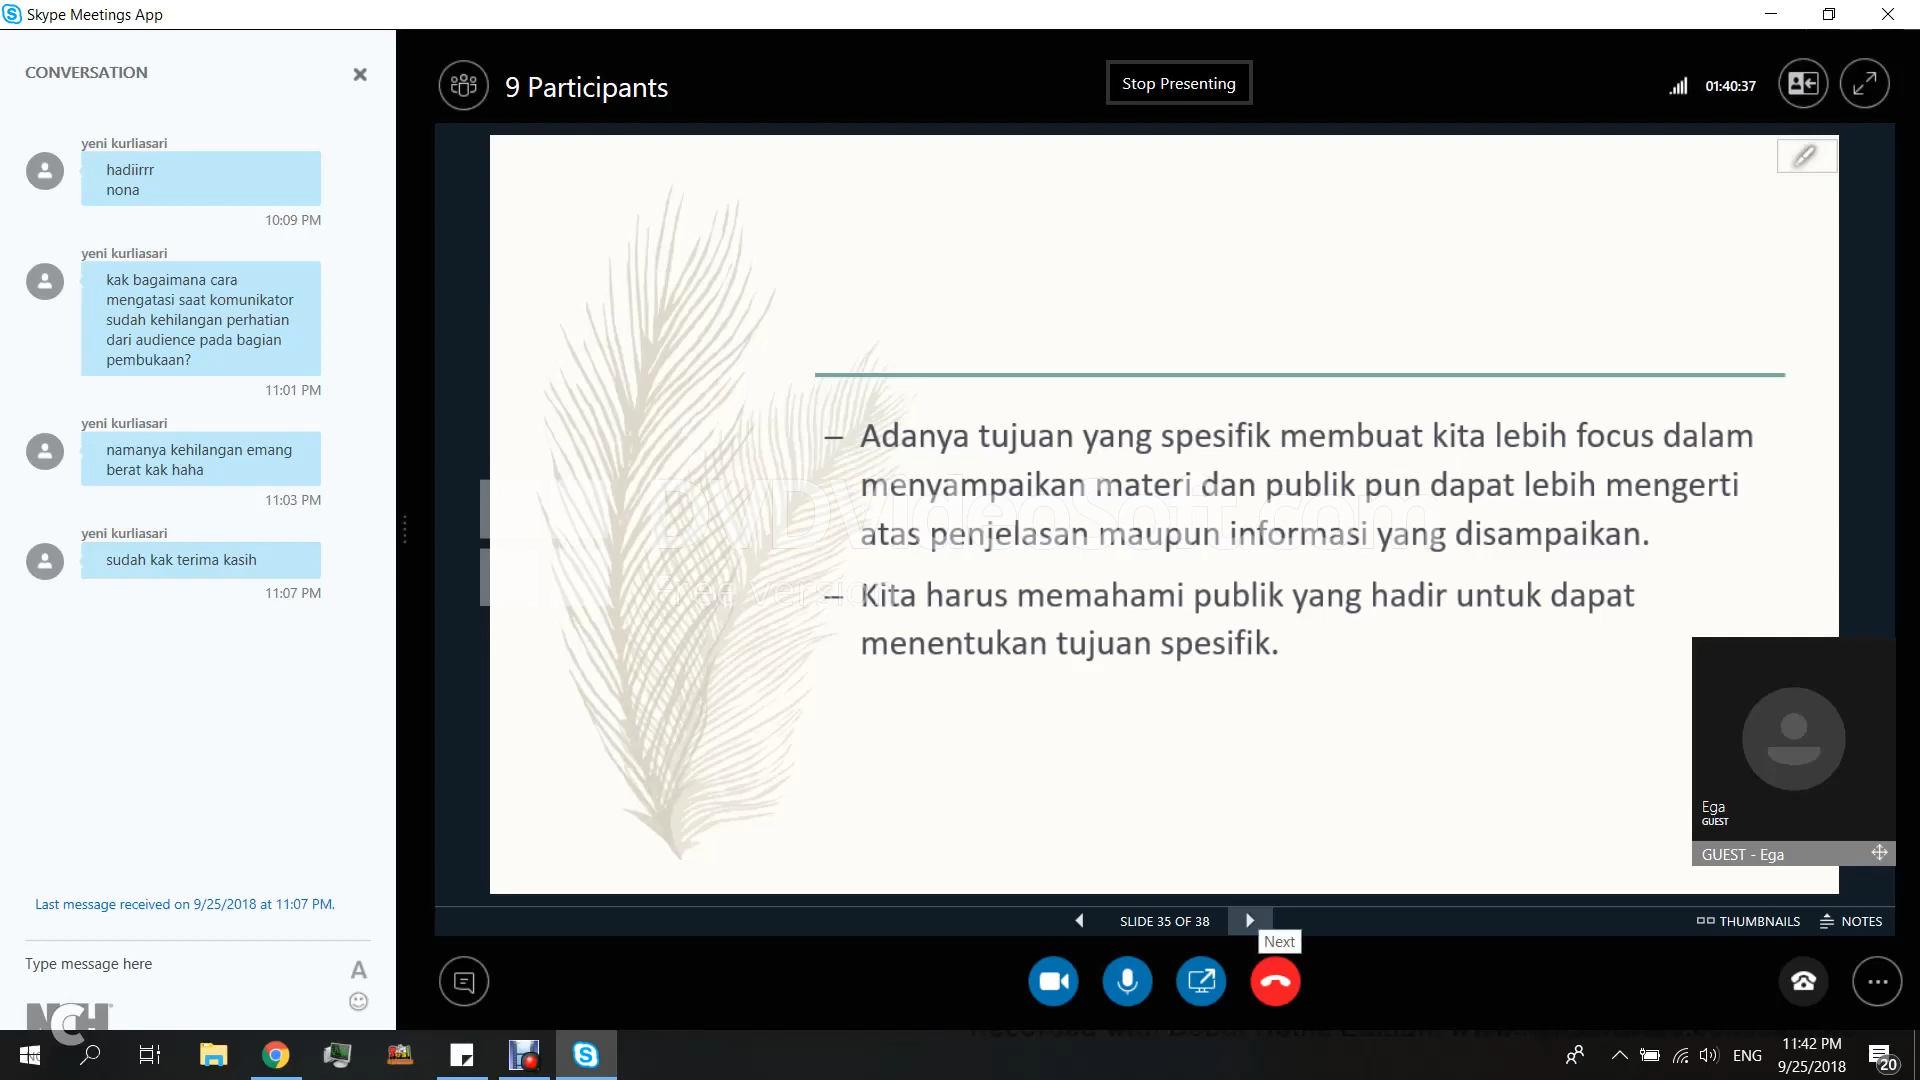 Skype Meetings App
CONVERSATION
yeni kurliasari
hadiirrr
nona
10:09 PM
yeni kurliasari
kak bagaimana cara
mengatasi saat komunikator
sudah kehilangan perhatian
dari audience pada bagian
pembukaan?
11:01 PM
yeni kurliasari
namanya kehilangan emang
berat kak haha
11:03 PM
yeni kurliasari
sudah kak terima kasih
11:07 PM
Last message received on 9/25/2018 at 11:07 PM.
Type message here
A
NCH
9 Participants
Stop Presenting
01:40:37
– Adanya tujuan yang spesifik membuat kita lebih focus dalam
menyampaikan materi dan publik pun dapat lebih mengerti
atas penjelasan maupun informasi yang disampaikan.
– Kita harus memahami publik yang hadir untuk dapat
menentukan tujuan spesifik.
DVDVideoSoft.com
Free version
Ega
GUEST
GUEST - Ega
SLIDE 35 OF 38
THUMBNAILS
NOTES
Next
ENG
11:42 PM
9/25/2018
20